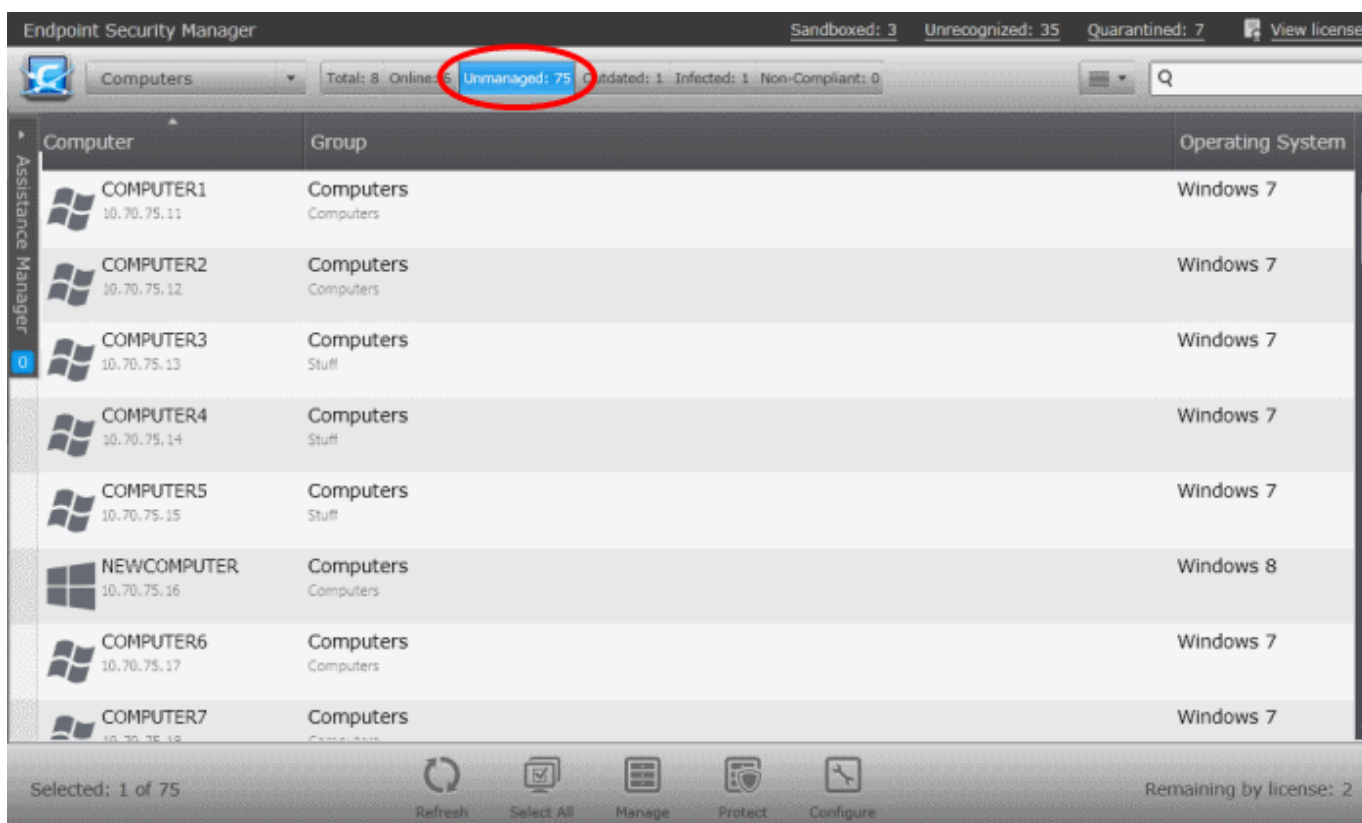 Endpoint Security Manager Sandboxed: 3 Unrecognized: 35 Quarantined: 7 View license
Computers Total: 8 Online: Unmanaged: 75 Outdated: 1 Infected: 1 Non-Compliant: 0
Assistance Manager
0
Computer Group Operating System
COMPUTER1 Computers Windows 7
10.70.75.11 Computers
COMPUTER2 Computers Windows 7
10.70.75.12 Computers
COMPUTER3 Computers Windows 7
10.70.75.13 Stuff
COMPUTER4 Computers Windows 7
10.70.75.14 Stuff
COMPUTER5 Computers Windows 7
10.70.75.15 Stuff
NEWCOMPUTER Computers Windows 8
10.70.75.16 Computers
COMPUTER6 Computers Windows 7
10.70.75.17 Computers
COMPUTER7 Computers Windows 7
Selected: 1 of 75 Remaining by license: 2
Refresh Select All Manage Protect Configure